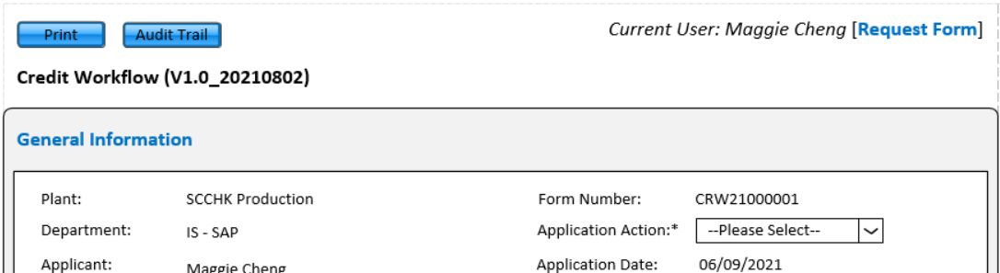 Print Audit Trail Current User: Maggie Cheng [Request Form]
Credit Workflow (V1.0_20210802)
General Information
Plant: SCCHK Production Form Number: CRW21000001
Department: IS - SAP Application Action:* --Please Select--
Applicant: Maggie Cheng Application Date: 06/09/2021